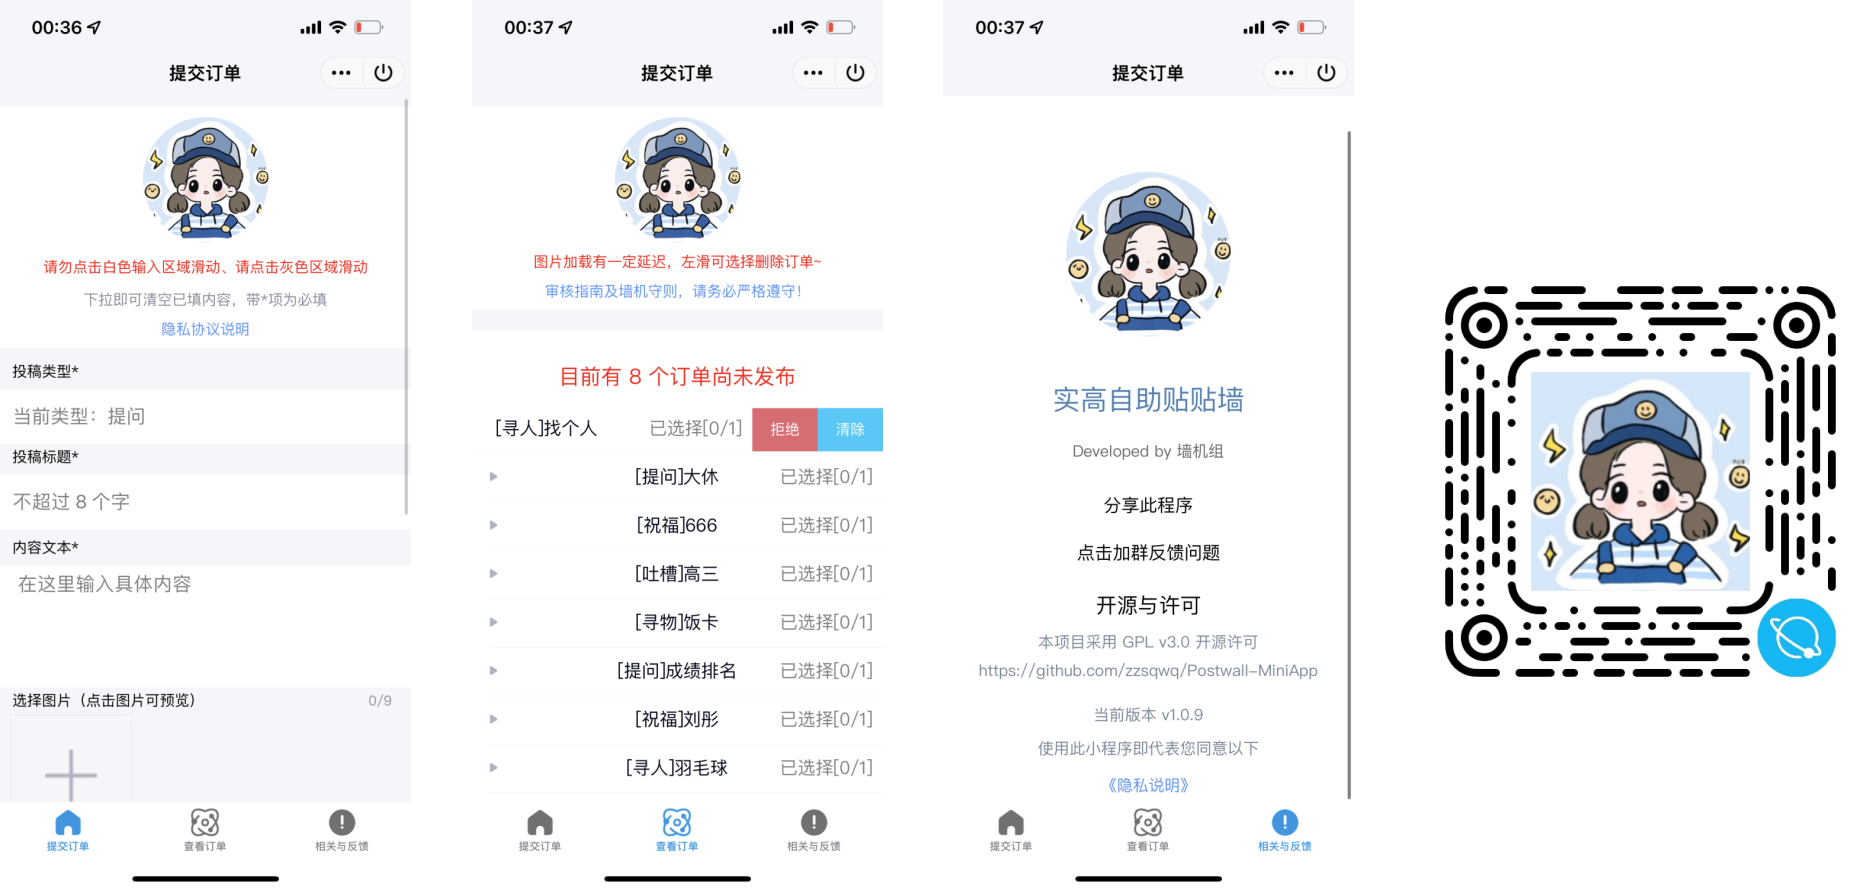 00:36
提交订单
请勿点击白色输入区域滑动、请点击灰色区域滑动
下拉即可清空已填内容，带*项为必填
隐私协议说明
投稿类型*
当前类型：提问
投稿标题*
不超过 8 个字
内容文本*
在这里输入具体内容
选择图片（点击图片可预览）
0/9
提交订单
查看订单
相关与反馈
00:37
提交订单
图片加载有一定延迟，左滑可选择删除订单~
审核指南及墙机守则，请务必严格遵守！
目前有 8 个订单尚未发布
[寻人]找个人 已选择[0/1] 拒绝 清除
[提问]大休 已选择[0/1]
[祝福]666 已选择[0/1]
[吐槽]高三 已选择[0/1]
[寻物]饭卡 已选择[0/1]
[提问]成绩排名 已选择[0/1]
[祝福]刘彤 已选择[0/1]
[寻人]羽毛球 已选择[0/1]
提交订单
查看订单
相关与反馈
00:37
提交订单
实高自助贴贴墙
Developed by 墙机组
分享此程序
点击加群反馈问题
开源与许可
本项目采用 GPL v3.0 开源许可
https://github.com/zzsqwq/Postwall-MiniApp
当前版本 v1.0.9
使用此小程序即代表您同意以下
《隐私说明》
提交订单
查看订单
相关与反馈